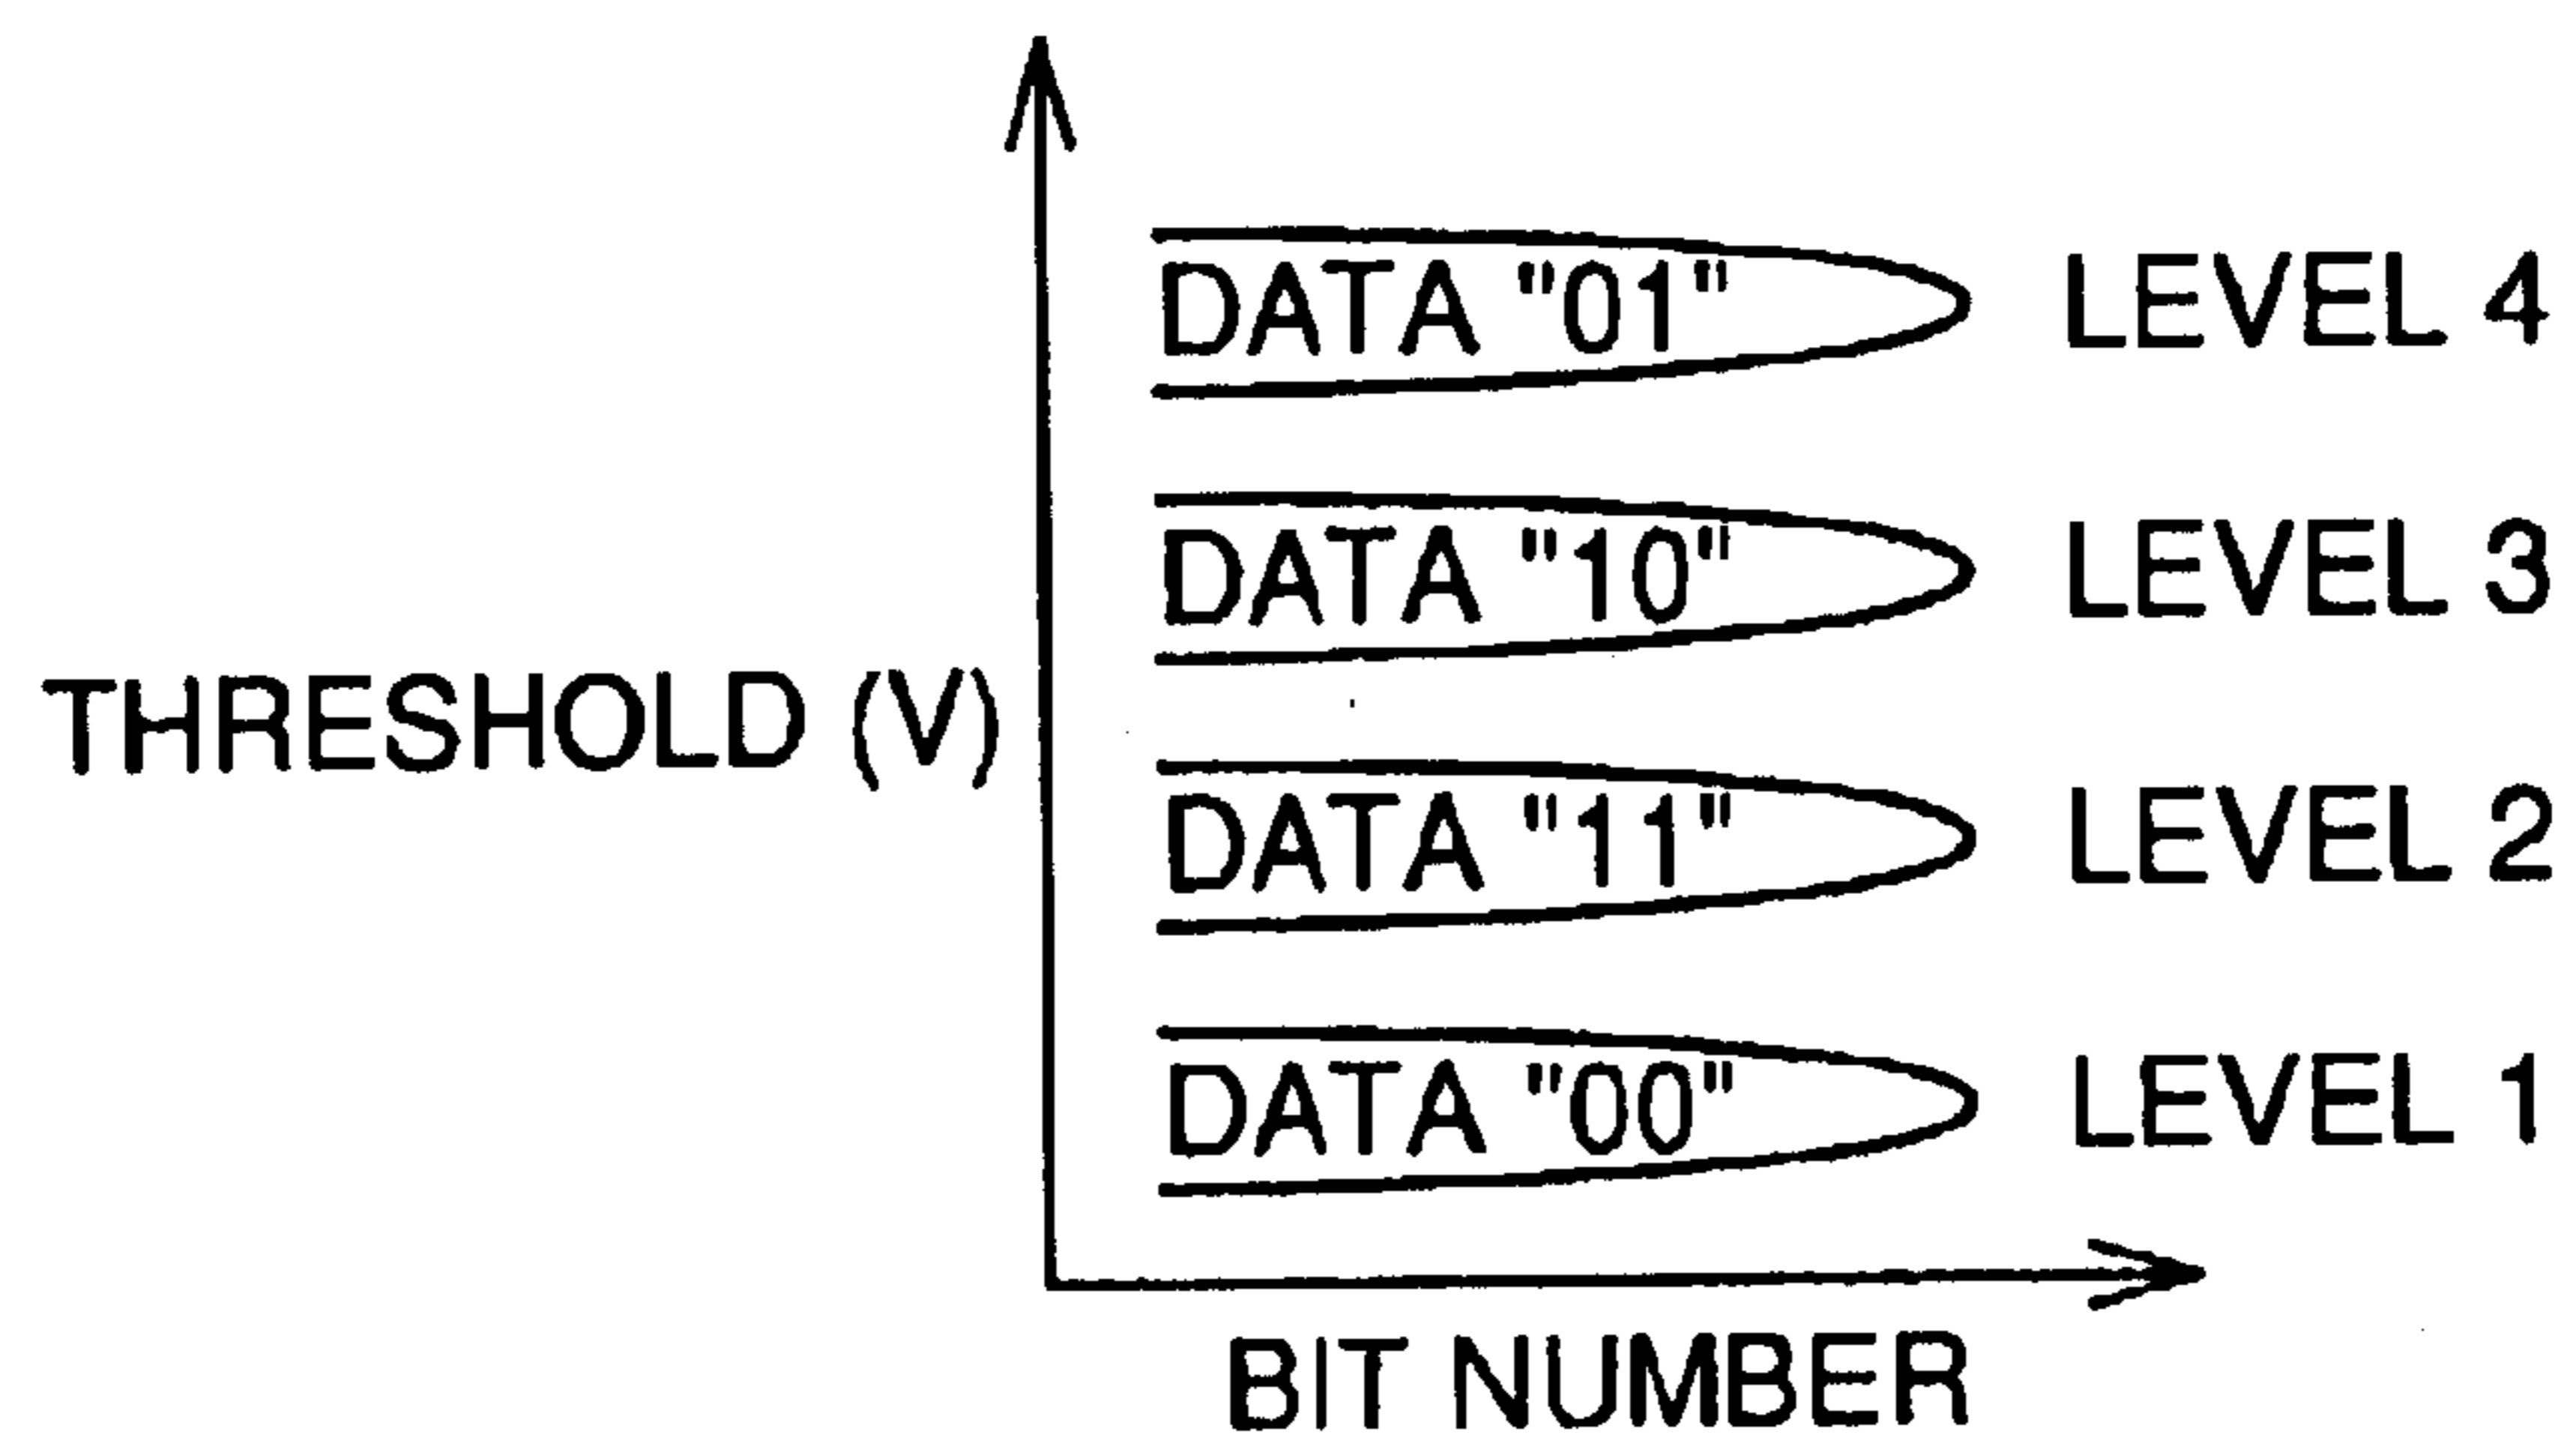 DATA "01" LEVEL 4
DATA "10" LEVEL 3
THRESHOLD (V)
DATA "11" LEVEL 2
DATA "00" LEVEL 1
BIT NUMBER